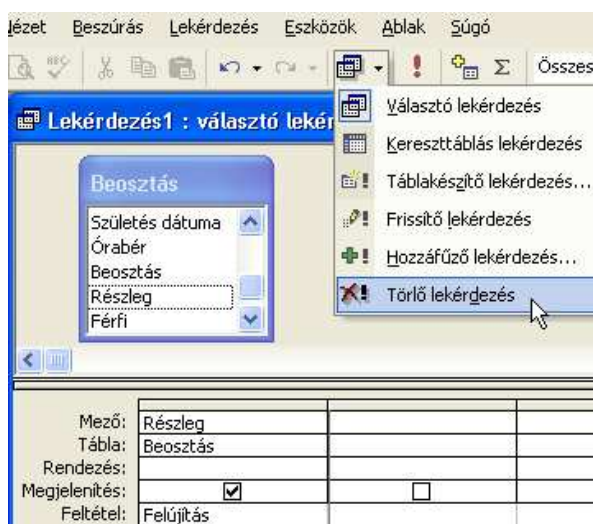 Nézet Beszúrás Lekérdezés Eszközök Ablak Súgó
Σ Összes
Lekérdezés1 : választó lekér
Választó lekérdezés
Kereszttáblás lekérdezés
Táblakészítő lekérdezés...
Frissítő lekérdezés
Hozzáfűző lekérdezés...
Törlő lekérdezés
Beosztás
Születés dátuma
Órabér
Beosztás
Részleg
Férfi
Mező: Részleg
Tábla: Beosztás
Rendezés:
Megjelenítés:
Feltétel: Felújítás